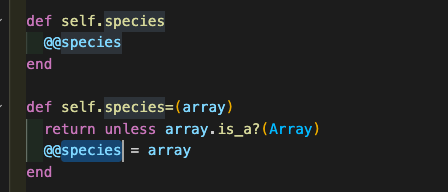 def self.species
  @@species
end

def self.species=(array)
  return unless array.is_a?(Array)
  @@species = array
end